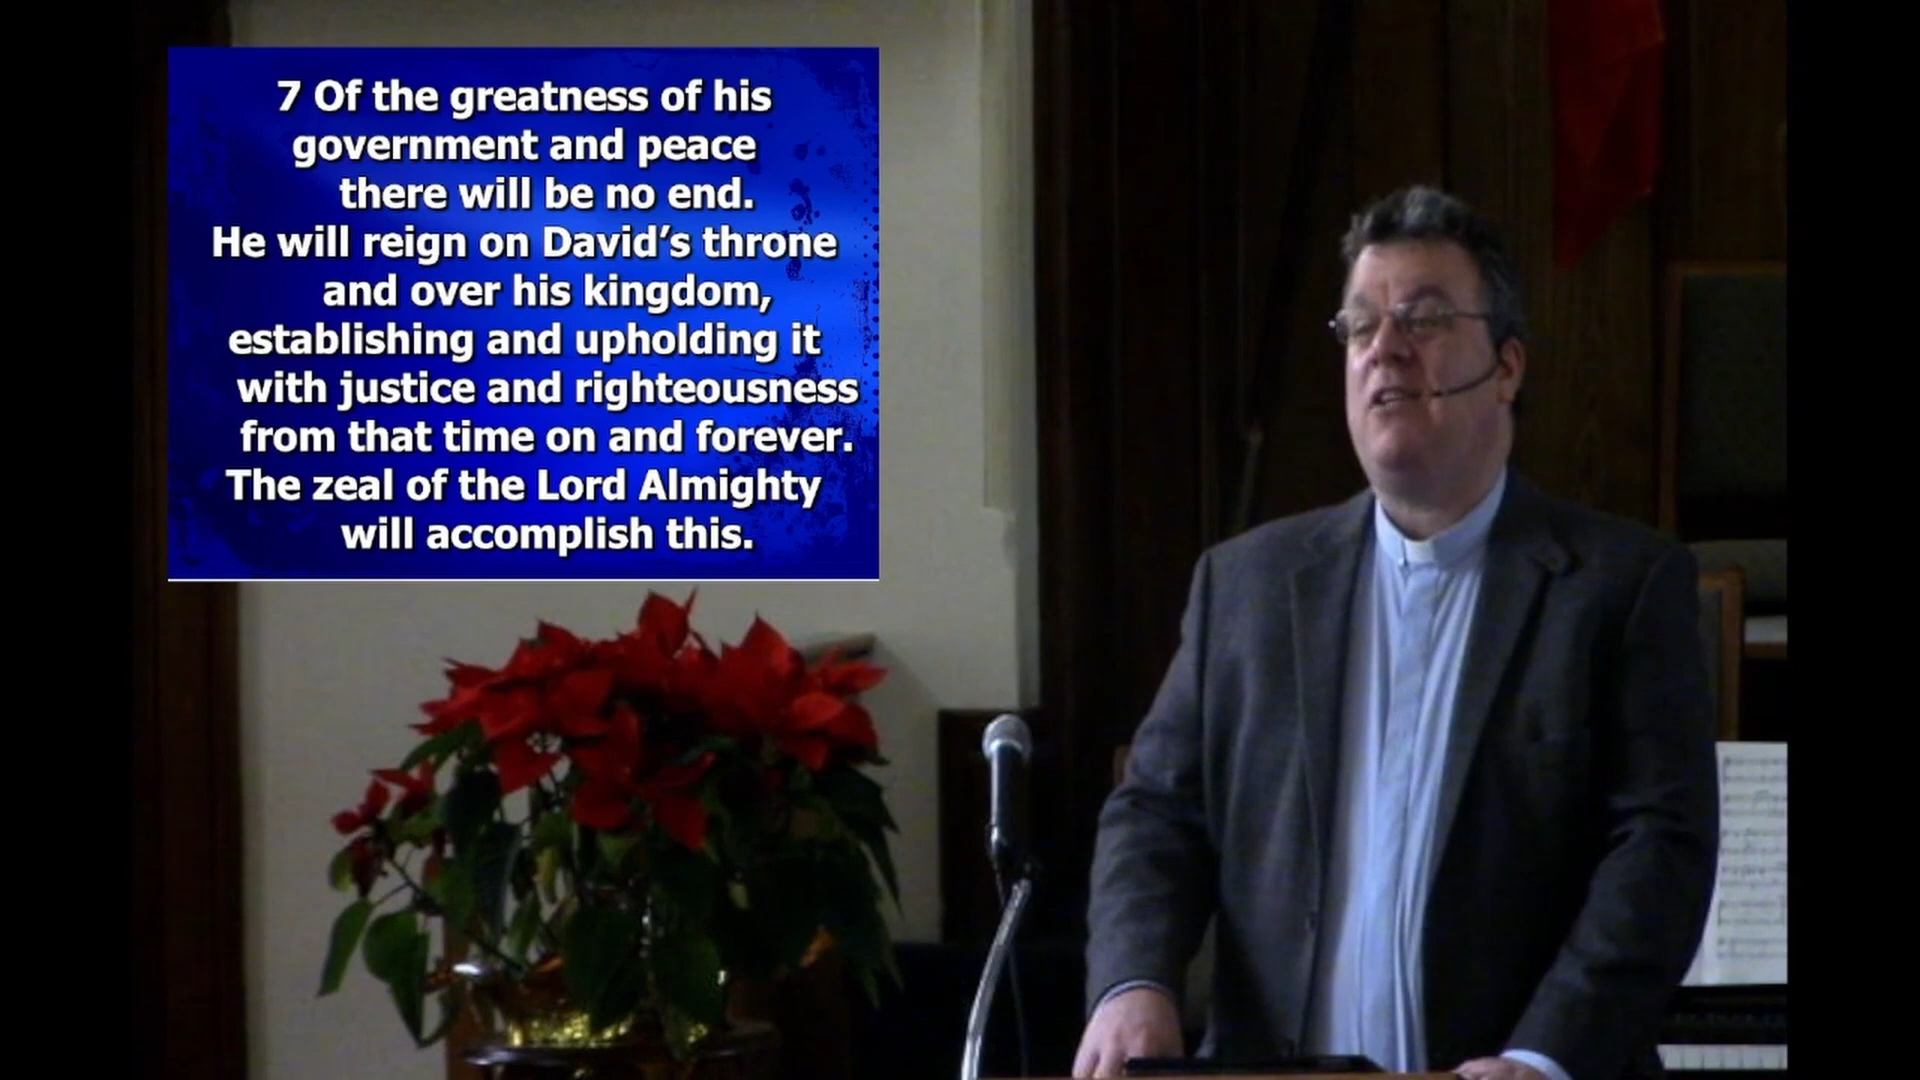 7 Of the greatness of his
government and peace
there will be no end.
He will reign on David’s throne
and over his kingdom,
establishing and upholding it
with justice and righteousness
from that time on and forever.
The zeal of the Lord Almighty
will accomplish this.